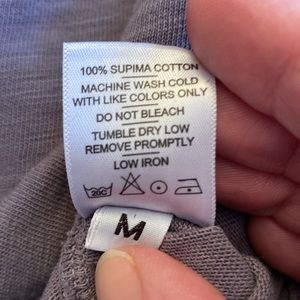 100% SUPIMA COTTON
MACHINE WASH COLD
WITH LIKE COLORS ONLY
DO NOT BLEACH
TUMBLE DRY LOW
REMOVE PROMPTLY
LOW IRON
20C
M